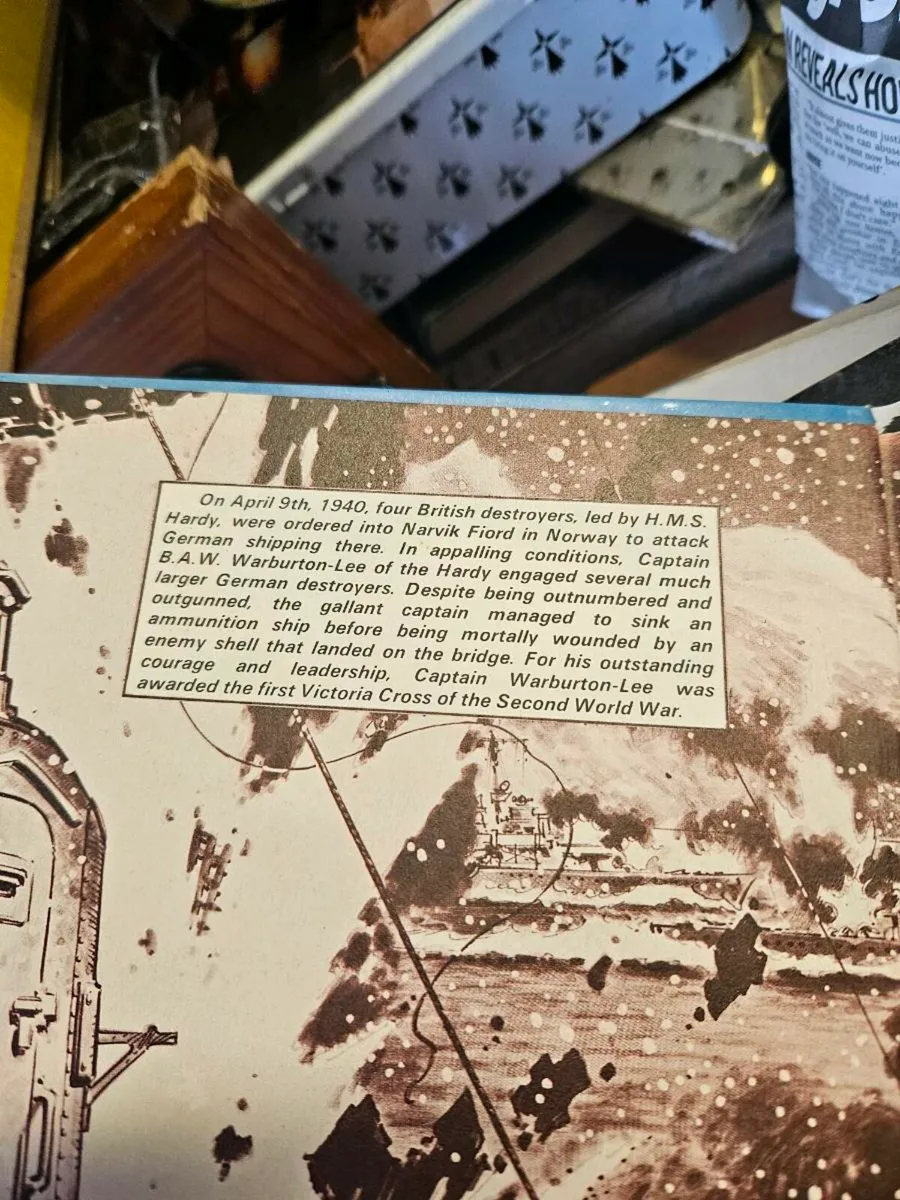 N REVEALS HO
On April 9th, 1940, four British destroyers, led by H.M.S.
Hardy, were ordered into Narvik Fiord in Norway to attack
German shipping there. In appalling conditions, Captain
B.A.W. Warburton-Lee of the Hardy engaged several much
larger German destroyers. Despite being outnumbered and
outgunned, the gallant captain managed to sink an
ammunition ship before being mortally wounded by an
enemy shell that landed on the bridge. For his outstanding
courage and leadership, Captain Warburton-Lee was
awarded the first Victoria Cross of the Second World War.